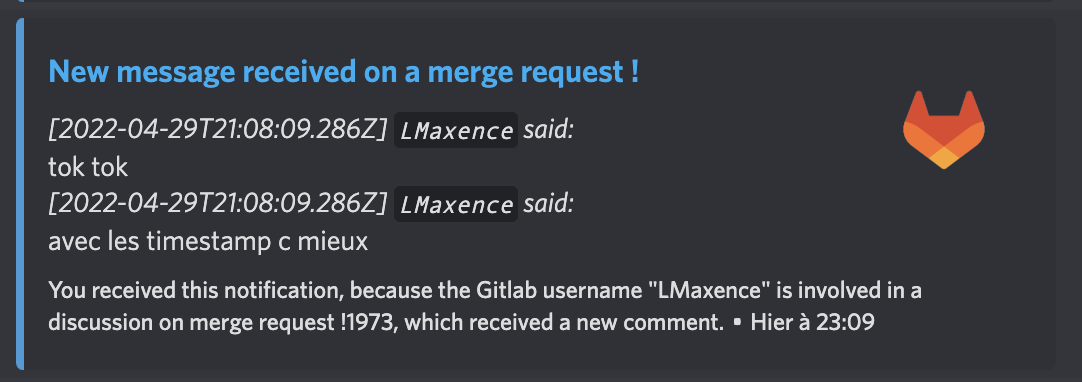 New message received on a merge request !
[2022-04-29T21:08:09.286Z] LMaxence said:
tok tok
[2022-04-29T21:08:09.286Z] LMaxence said:
avec les timestamp c mieux
You received this notification, because the Gitlab username "LMaxence" is involved in a
discussion on merge request !1973, which received a new comment. • Hier à 23:09